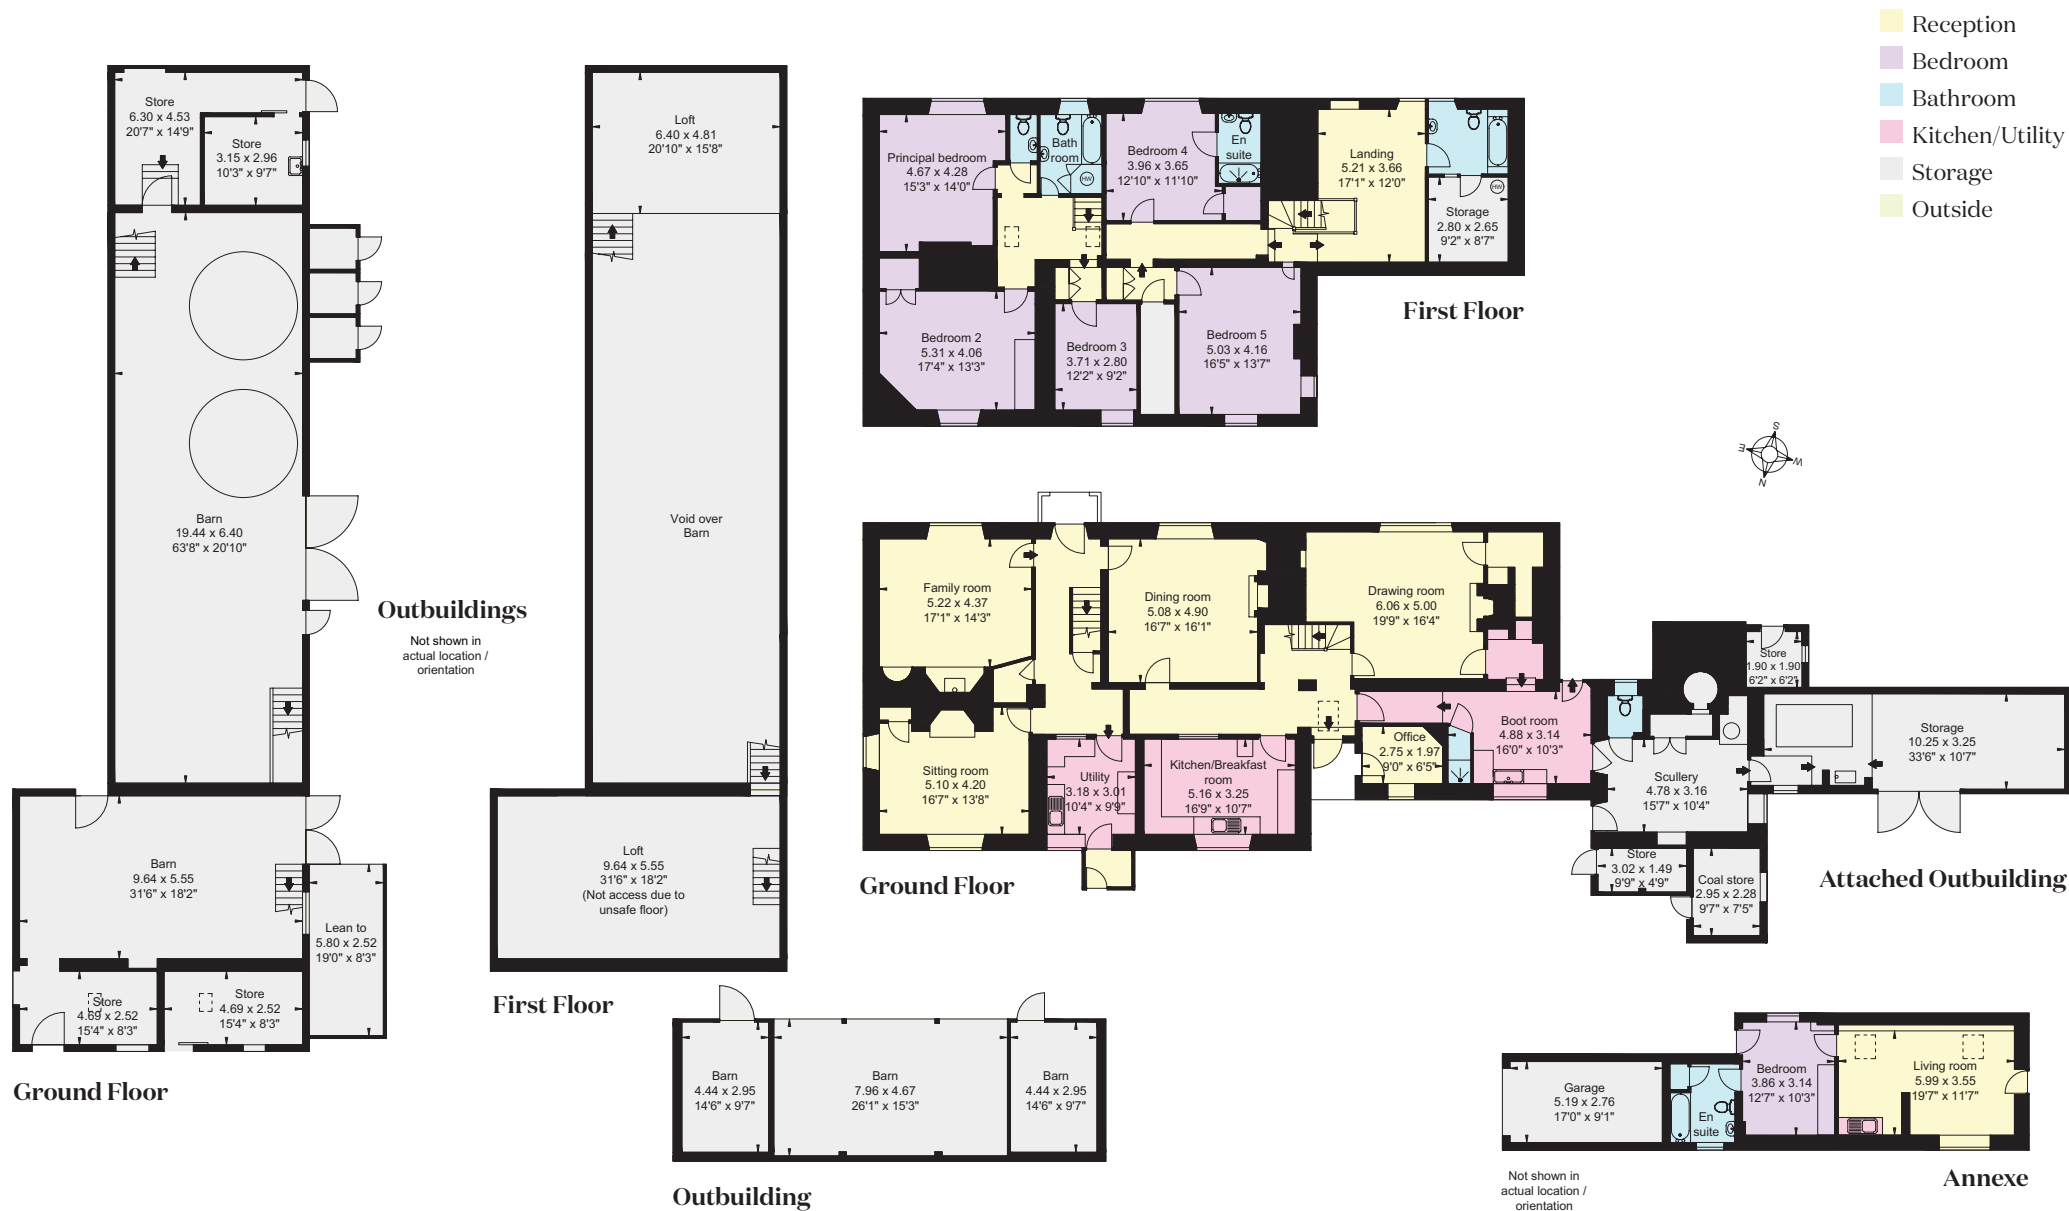 Reception
Bedroom
Bathroom
Kitchen/Utility
Storage
Outside
Store
6.30 x 4.53
20'7" x 14'9"
Store
3.15 x 2.96
10'3" x 9'7"
Barn
19.44 x 6.40
63'8" x 20'10"
Barn
9.64 x 5.55
31'6" x 18'2"
Lean to
5.80 x 2.52
19'0" x 8'3"
Store
4.69 x 2.52
15'4" x 8'3"
Store
4.69 x 2.52
15'4" x 8'3"
Ground Floor
Outbuildings
Not shown in
actual location /
orientation
Loft
6.40 x 4.81
20'10" x 15'8"
Void over
Barn
Loft
9.64 x 5.55
31'6" x 18'2"
(Not access due to
unsafe floor)
First Floor
Principal bedroom
4.67 x 4.28
15'3" x 14'0"
Bath
room
HW
Bedroom 4
3.96 x 3.65
12'10" x 11'10"
En
suite
Landing
5.21 x 3.66
17'1" x 12'0"
HW
Storage
2.80 x 2.65
9'2" x 8'7"
Bedroom 2
5.31 x 4.06
17'4" x 13'3"
Bedroom 3
3.71 x 2.80
12'2" x 9'2"
Bedroom 5
5.03 x 4.16
16'5" x 13'7"
First Floor
S
E
W
N
Family room
5.22 x 4.37
17'1" x 14'3"
Dining room
5.08 x 4.90
16'7" x 16'1"
Drawing room
6.06 x 5.00
19'9" x 16'4"
Sitting room
5.10 x 4.20
16'7" x 13'8"
Utility
3.18 x 3.01
10'4" x 9'9"
Kitchen/Breakfast
room
5.16 x 3.25
16'9" x 10'7"
Office
2.75 x 1.97
9'0" x 6'5"
Boot room
4.88 x 3.14
16'0" x 10'3"
Scullery
4.78 x 3.16
15'7" x 10'4"
Store
1.90 x 1.90
6'2" x 6'2"
Storage
10.25 x 3.25
33'6" x 10'7"
Store
3.02 x 1.49
9'9" x 4'9"
Coal store
2.95 x 2.28
9'7" x 7'5"
Ground Floor
Attached Outbuilding
Barn
4.44 x 2.95
14'6" x 9'7"
Barn
7.96 x 4.67
26'1" x 15'3"
Barn
4.44 x 2.95
14'6" x 9'7"
Outbuilding
Garage
5.19 x 2.76
17'0" x 9'1"
En
suite
Bedroom
3.86 x 3.14
12'7" x 10'3"
Living room
5.99 x 3.55
19'7" x 11'7"
Not shown in
actual location /
orientation
Annexe